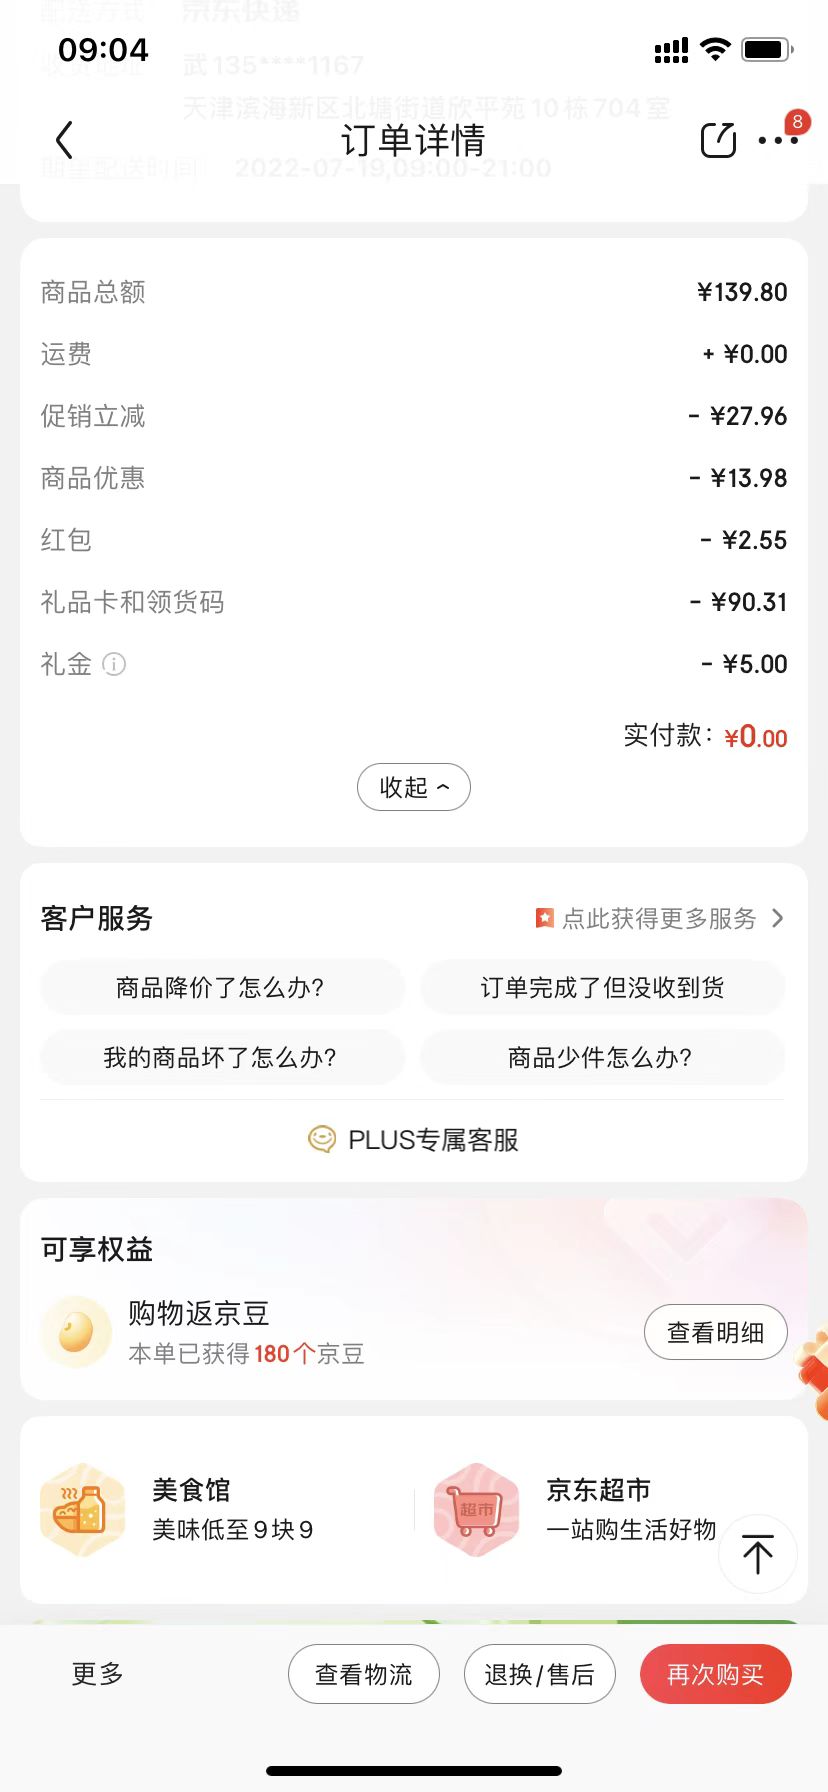 配送方式 京东快递
09:04
武135****1167
天津滨海新区北塘街道欣平苑10栋704室
订单详情
8
期望配送时间 2022-07-19,09:00-21:00
商品总额 ¥139.80
运费 + ¥0.00
促销立减 - ¥27.96
商品优惠 - ¥13.98
红包 - ¥2.55
礼品卡和领货码 - ¥90.31
礼金 - ¥5.00
实付款: ¥0.00
收起
客户服务 点此获得更多服务
商品降价了怎么办? 订单完成了但没收到货
我的商品坏了怎么办? 商品少件怎么办?
PLUS专属客服
可享权益
购物返京豆
本单已获得180个京豆
查看明细
美食馆 京东超市
美味低至9块9 一站购生活好物
超市
更多 查看物流 退换/售后 再次购买